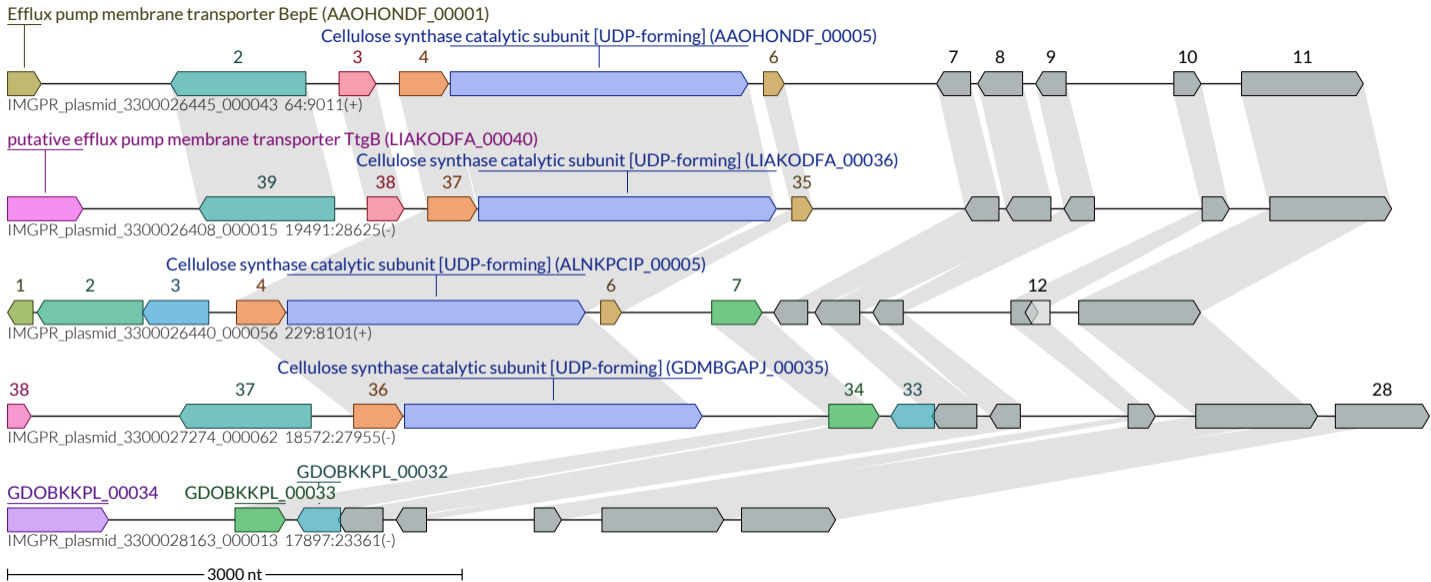 Efflux pump membrane transporter BepE (AAOHONDF_00001)
Cellulose synthase catalytic subunit [UDP-forming] (AAOHONDF_00005)
2 3 4 6 7 8 9 10 11
IMGPR_plasmid_3300026445_000043 64:9011(+)
putative efflux pump membrane transporter TtgB (LIAKODFA_00040)
Cellulose synthase catalytic subunit [UDP-forming] (LIAKODFA_00036)
39 38 37 35
IMGPR_plasmid_3300026408_000015 19491:28625(-)
Cellulose synthase catalytic subunit [UDP-forming] (ALNKPCIP_00005)
1 2 3 4 6 7 12
IMGPR_plasmid_3300026440_000056 229:8101(+)
Cellulose synthase catalytic subunit [UDP-forming] (GDMBGAPJ_00035)
38 37 36 34 33 28
IMGPR_plasmid_3300027274_000062 18572:27955(-)
GDOBKKPL_00032
GDOBKKPL_00034 GDOBKKPL_00033
IMGPR_plasmid_3300028163_000013 17897:23361(-)
3000 nt